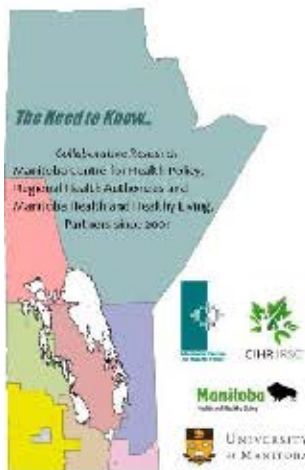 The Need to Know...
Collaborative Research
Manitoba Centre for Health Policy,
Regional Health Authorities and
Manitoba Health and Healthy Living,
Partners since 2001
CIHR IRSC
Manitoba
UNIVERSITY
OF MANITOBA